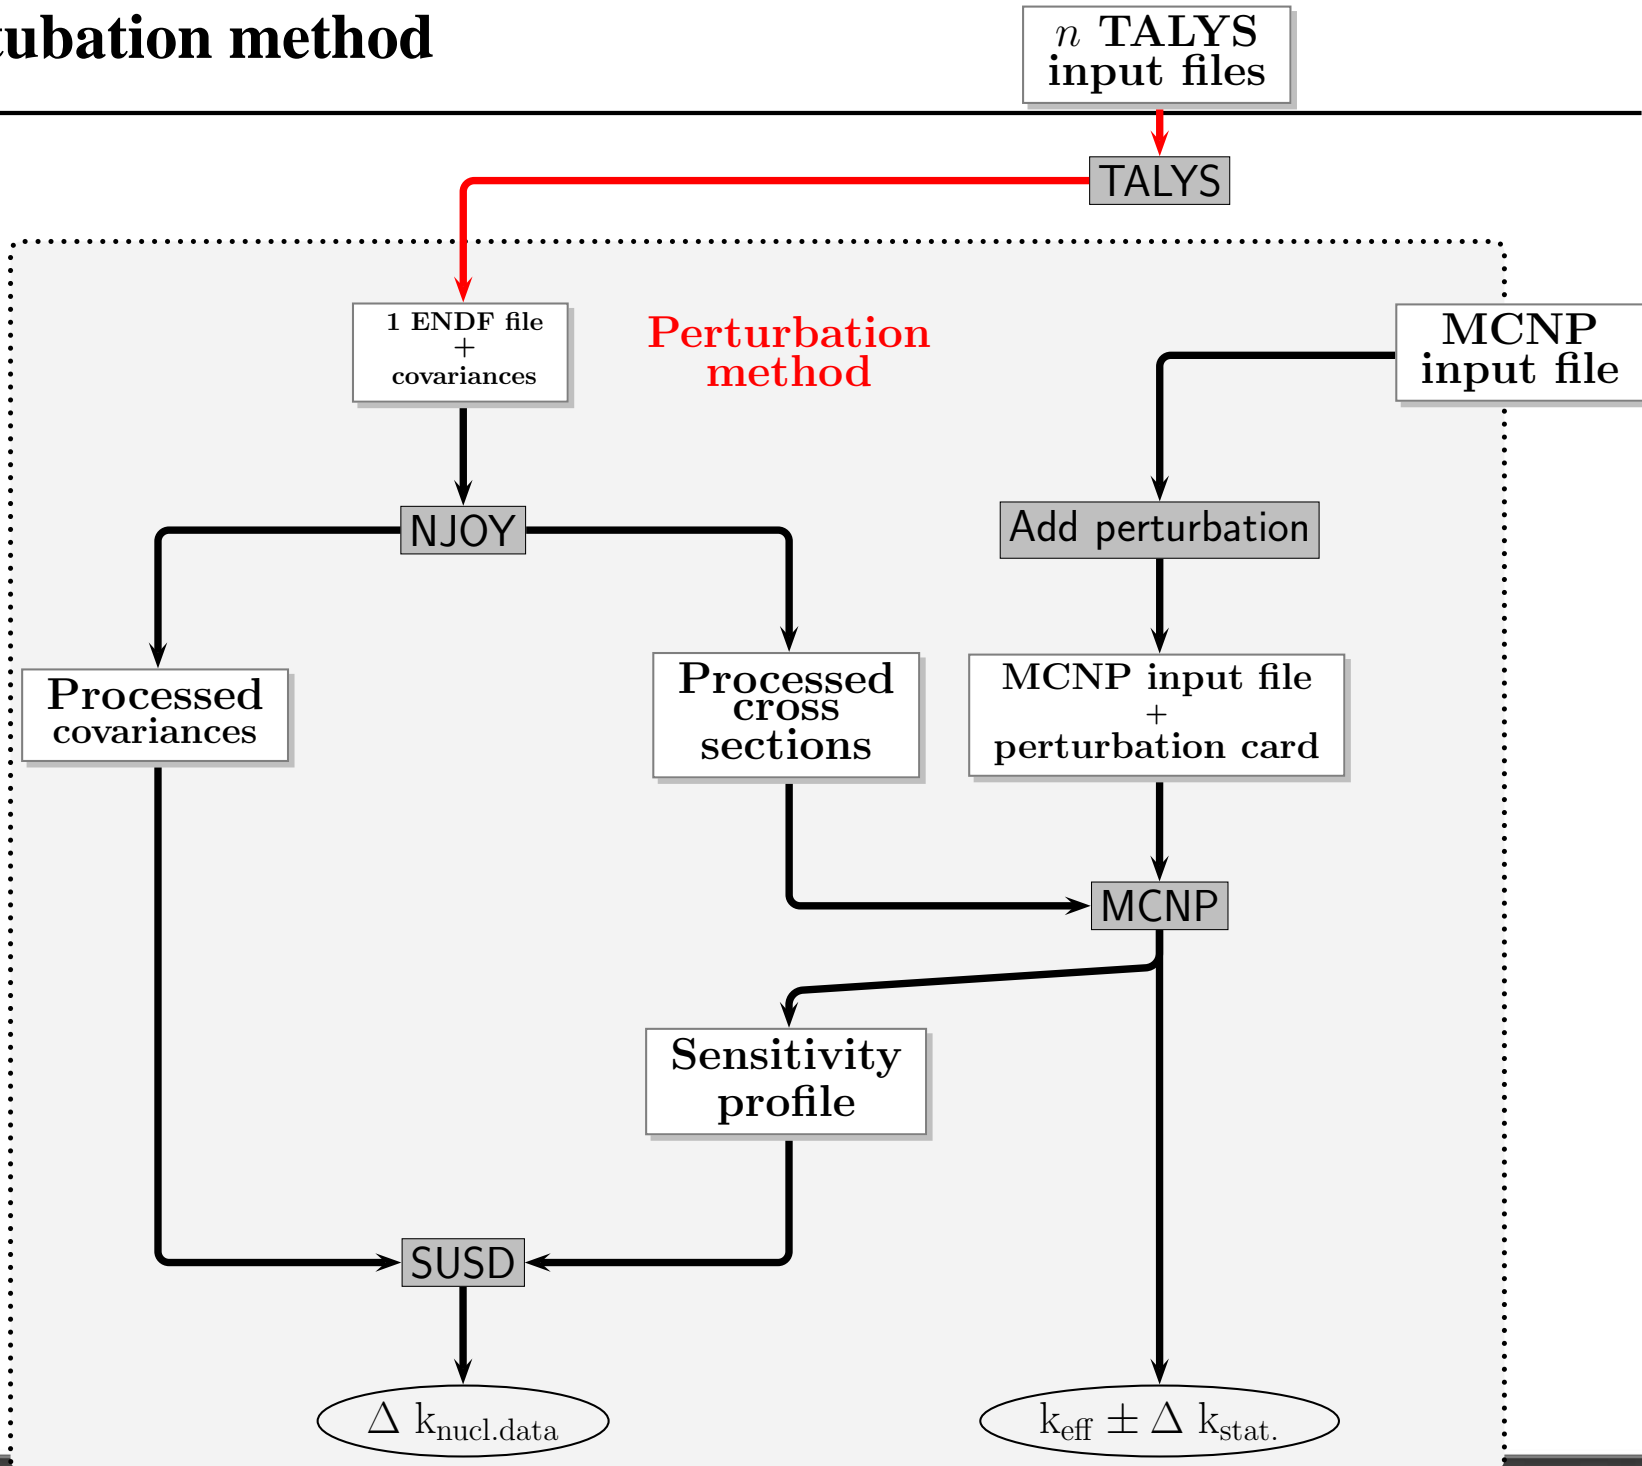 tubation method
n TALYS
input files
TALYS
1 ENDF file
+
covariances
Perturbation
method
MCNP
input file
NJOY
Add perturbation
Processed
covariances
Processed
cross
sections
MCNP input file
+
perturbation card
MCNP
Sensitivity
profile
SUSD
Δ k_nucl.data
k_eff ± Δ k_stat.